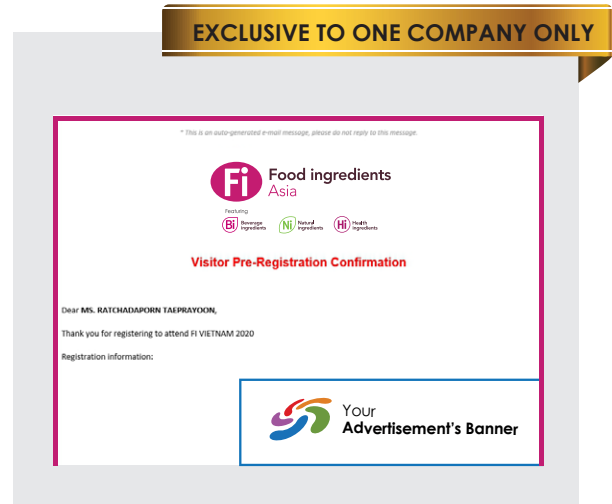 EXCLUSIVE TO ONE COMPANY ONLY
* This is an auto-generated e-mail message, please do not reply to this message.
Fi Food ingredients
Asia
Featuring
Bi Beverage ingredients Ni Natural ingredients Hi Health ingredients
Visitor Pre-Registration Confirmation
Dear MS. RATCHADAPORN TAEPRAYOON,
Thank you for registering to attend FI VIETNAM 2020
Registration information:
Your
Advertisement's Banner